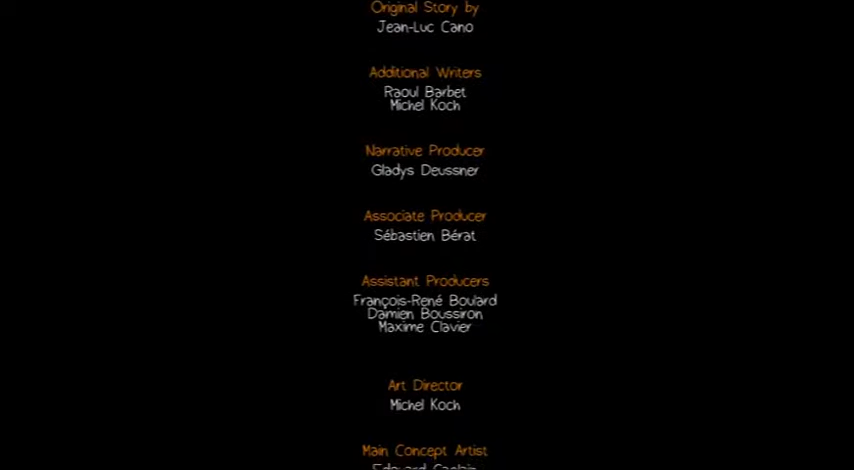 Original Story by
Jean-Luc Cano
Additional Writers
Raoul Barbet
Michel Koch
Narrative Producer
Gladys Deussner
Associate Producer
Sébastien Bérat
Assistant Producers
François-René Boulard
Damien Boussiron
Maxime Clavier
Art Director
Michel Koch
Main Concept Artist